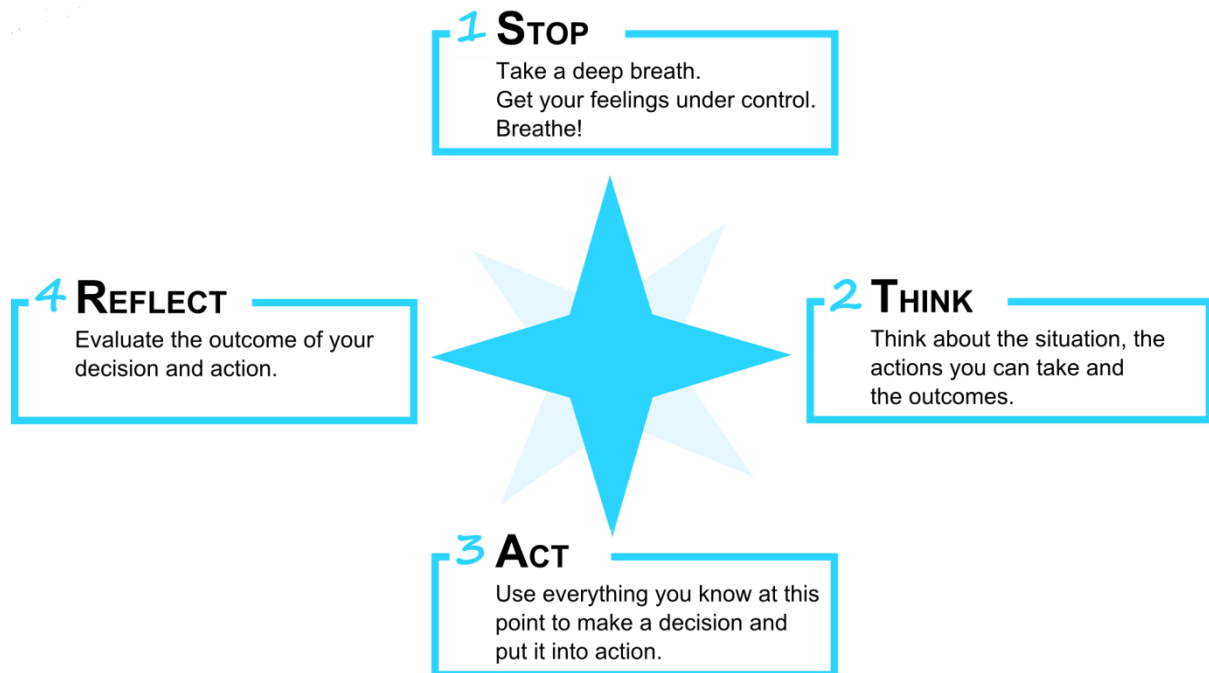 1 STOP
Take a deep breath.
Get your feelings under control.
Breathe!
2 THINK
Think about the situation, the
actions you can take and
the outcomes.
3 ACT
Use everything you know at this
point to make a decision and
put it into action.
4 REFLECT
Evaluate the outcome of your
decision and action.